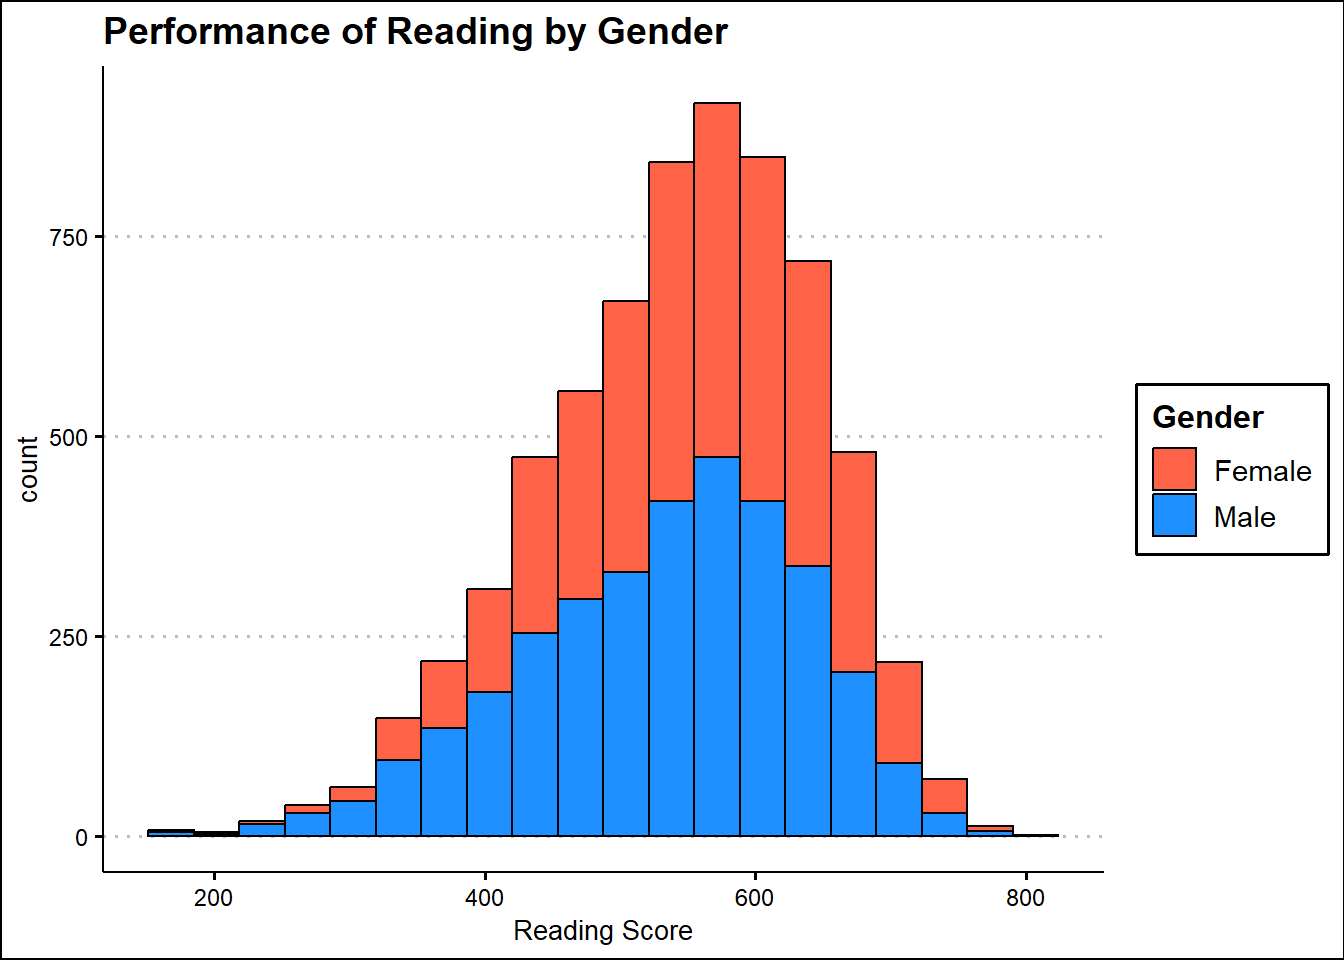 Performance of Reading by Gender
750
500
250
0
count
200 400 600 800
Reading Score
Gender
Female
Male